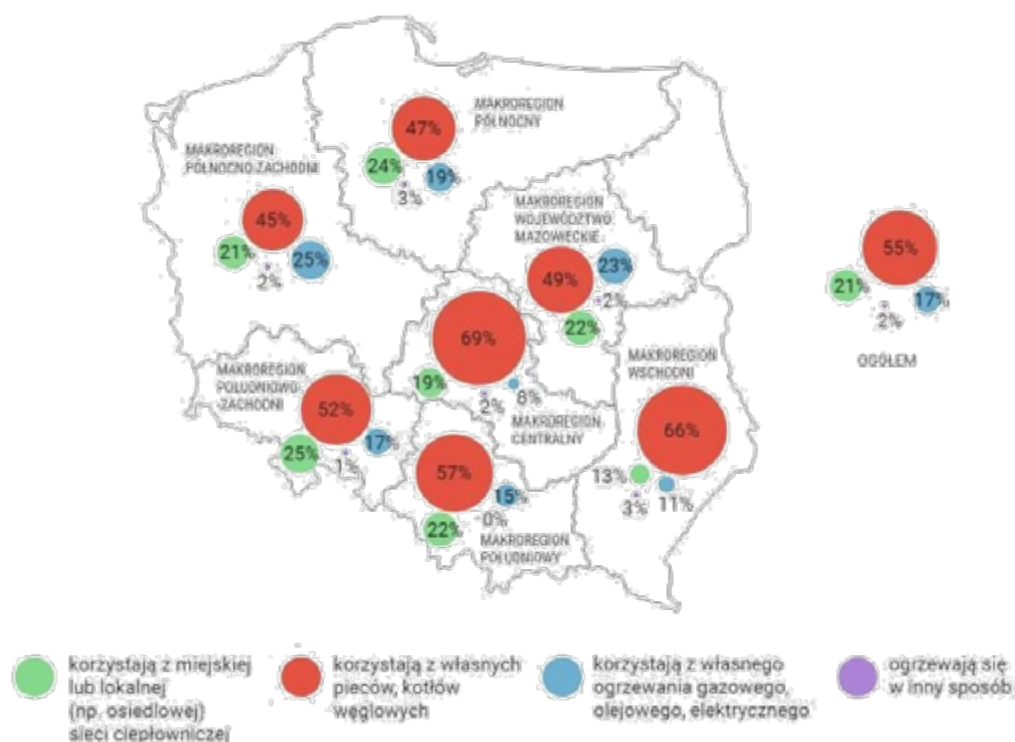 MAKROREGION
PÓŁNOCNY
47%
24%
19%
3%
MAKROREGION
PÓŁNOCNO-ZACHODNI
45%
21%
25%
2%
MAKROREGION
WOJEWÓDZTWO
MAZOWIECKIE
23%
49%
2%
22%
55%
21%
17%
2%
OGÓŁEM
69%
19%
8%
2%
MAKROREGION
CENTRALNY
MAKROREGION
WSCHODNI
66%
13%
11%
3%
MAKROREGION
POŁUDNIOWO
-ZACHODNI
52%
17%
25%
1%
57%
15%
0%
22%
MAKROREGION
POŁUDNIOWY
korzystają z miejskiej
lub lokalnej
(np. osiedlowej)
sieci ciepłowniczej
korzystają z własnych
pieców, kotłów
węglowych
korzystają z własnego
ogrzewania gazowego,
olejowego, elektrycznego
ogrzewają się
w inny sposób